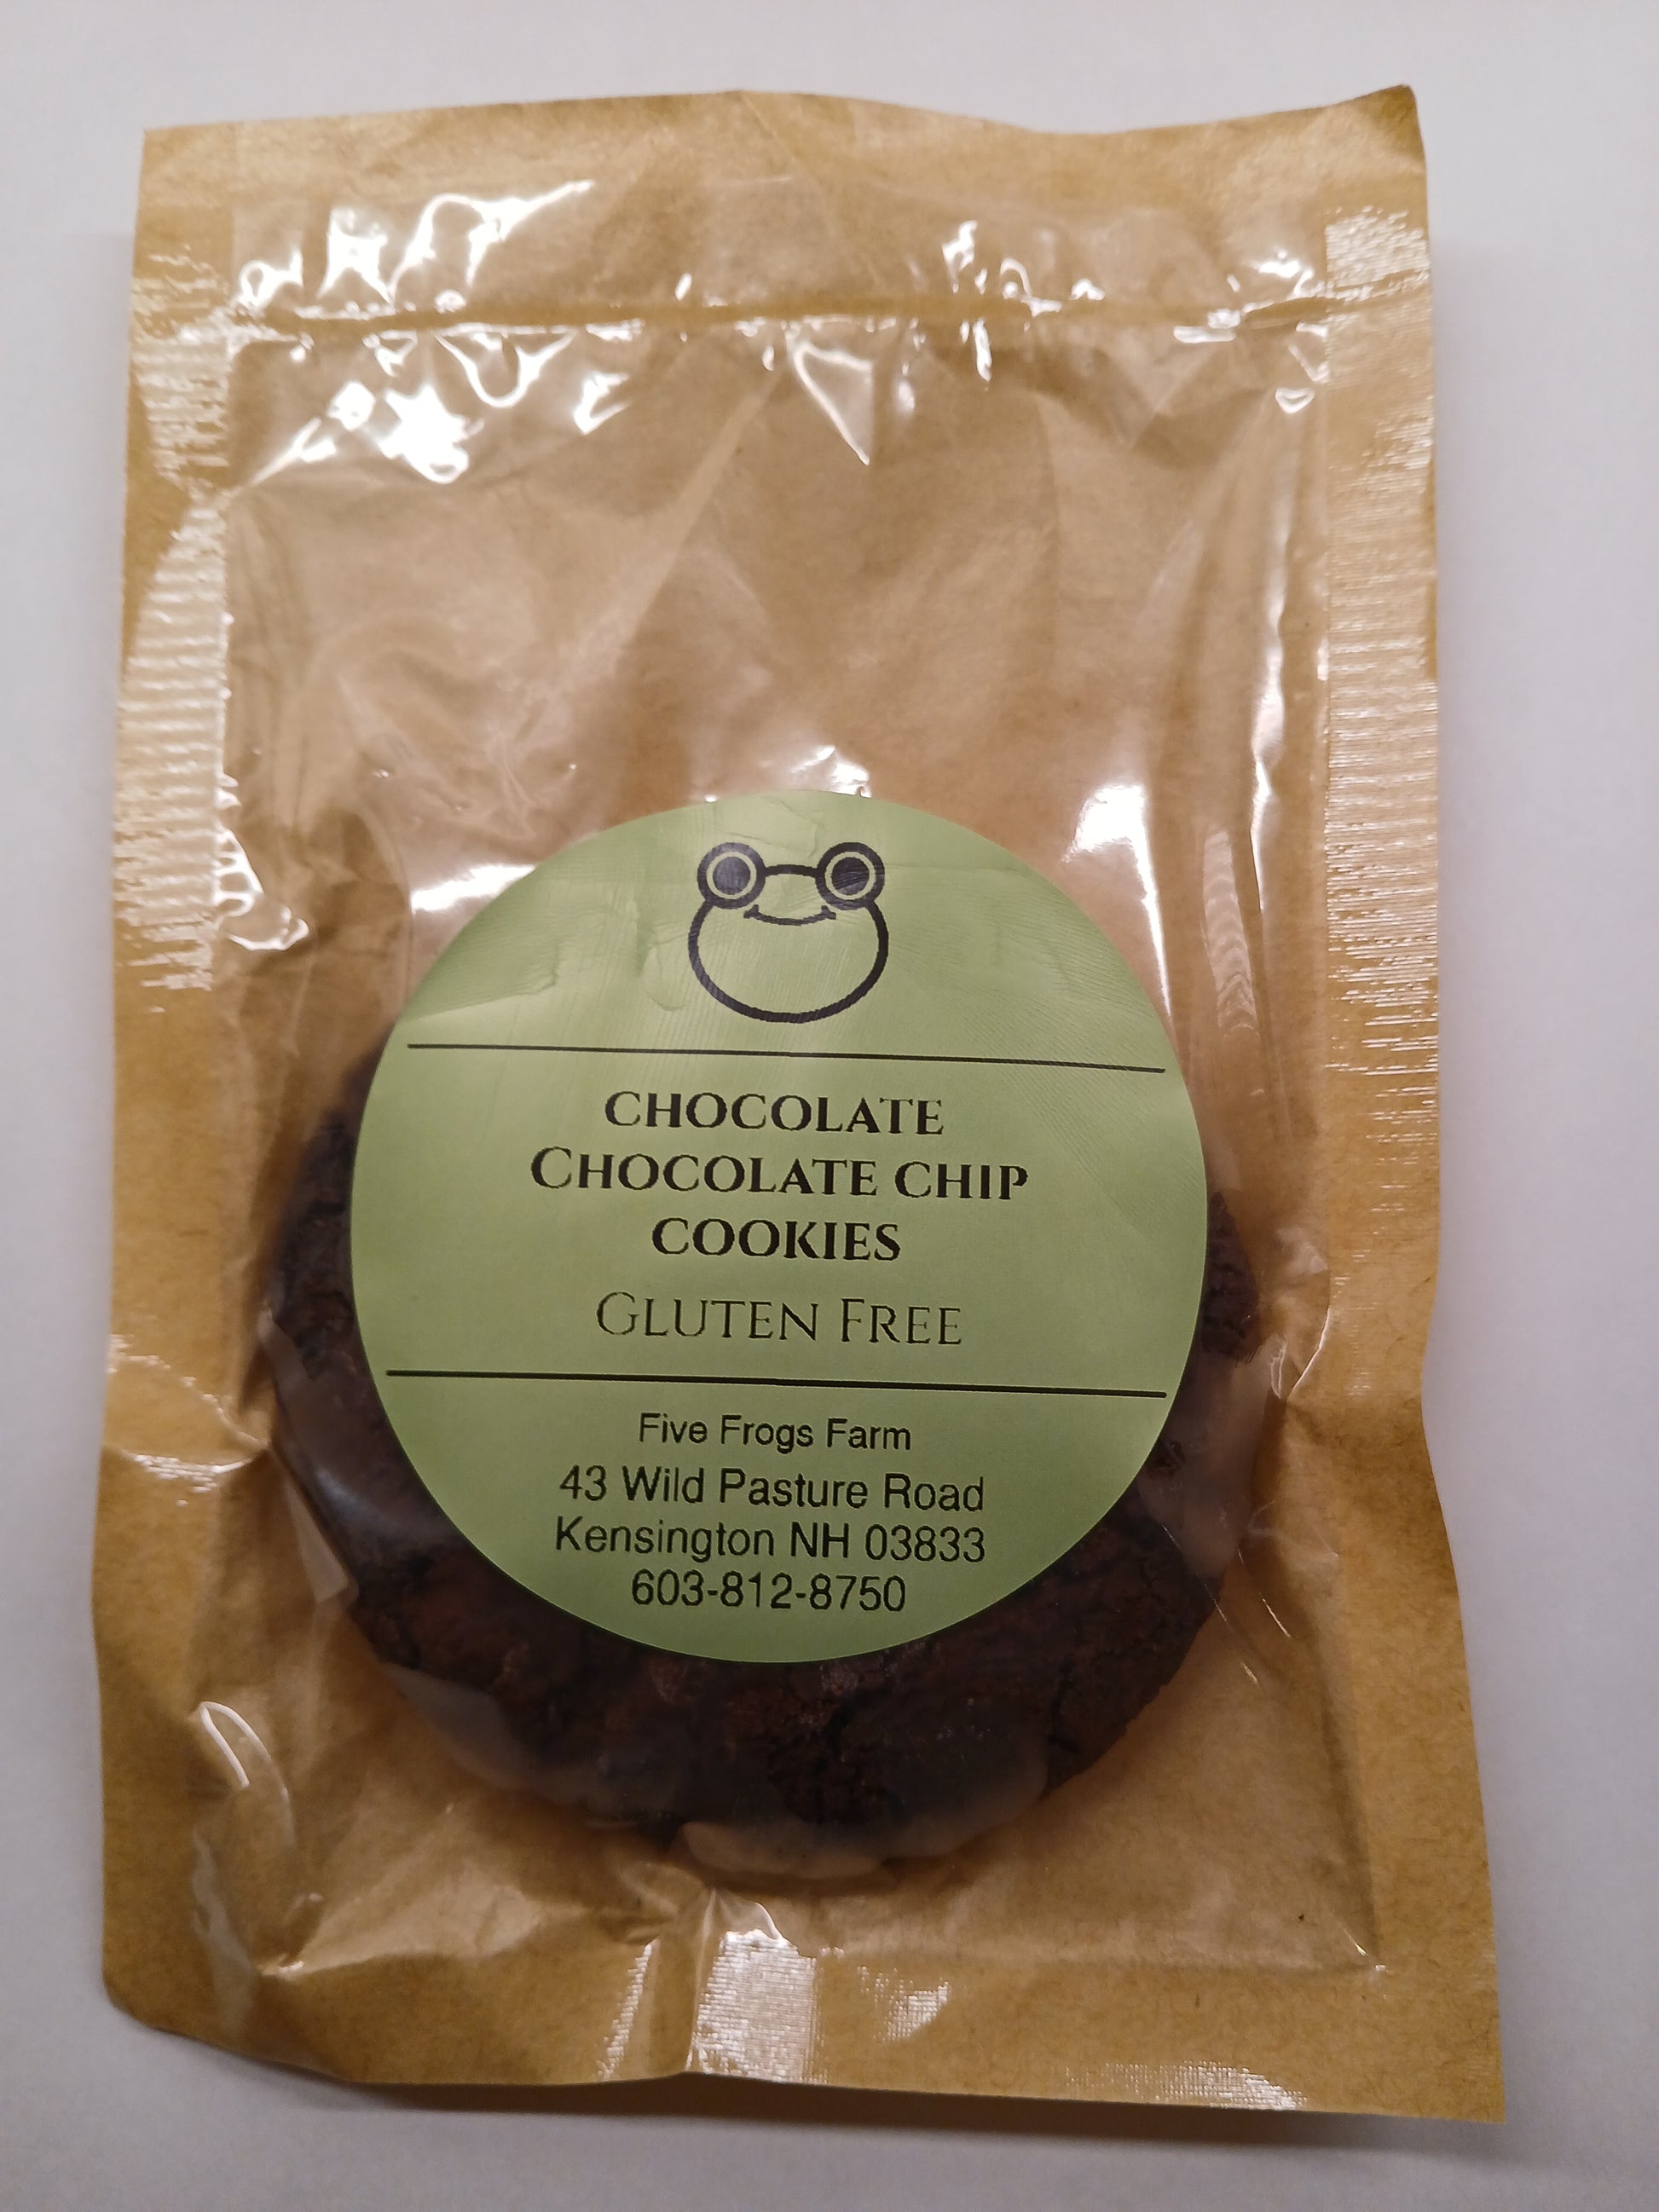 CHOCOLATE
CHOCOLATE CHIP
COOKIES
GLUTEN FREE
Five Frogs Farm
43 Wild Pasture Road
Kensington NH 03833
603-812-8750